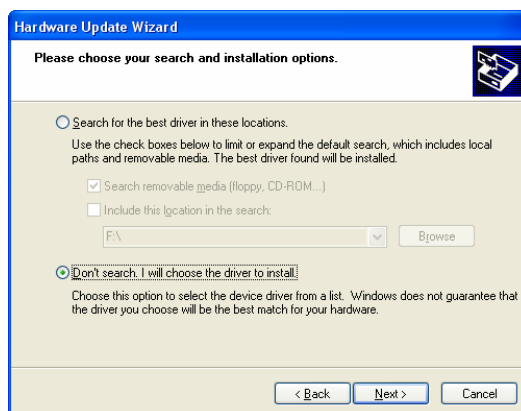 Hardware Update Wizard
Please choose your search and installation options.
Search for the best driver in these locations.
Use the check boxes below to limit or expand the default search, which includes local
paths and removable media. The best driver found will be installed.
Search removable media (floppy, CD-ROM...)
Include this location in the search:
F:\
Browse
Don't search. I will choose the driver to install.
Choose this option to select the device driver from a list. Windows does not guarantee that
the driver you choose will be the best match for your hardware.
< Back
Next >
Cancel